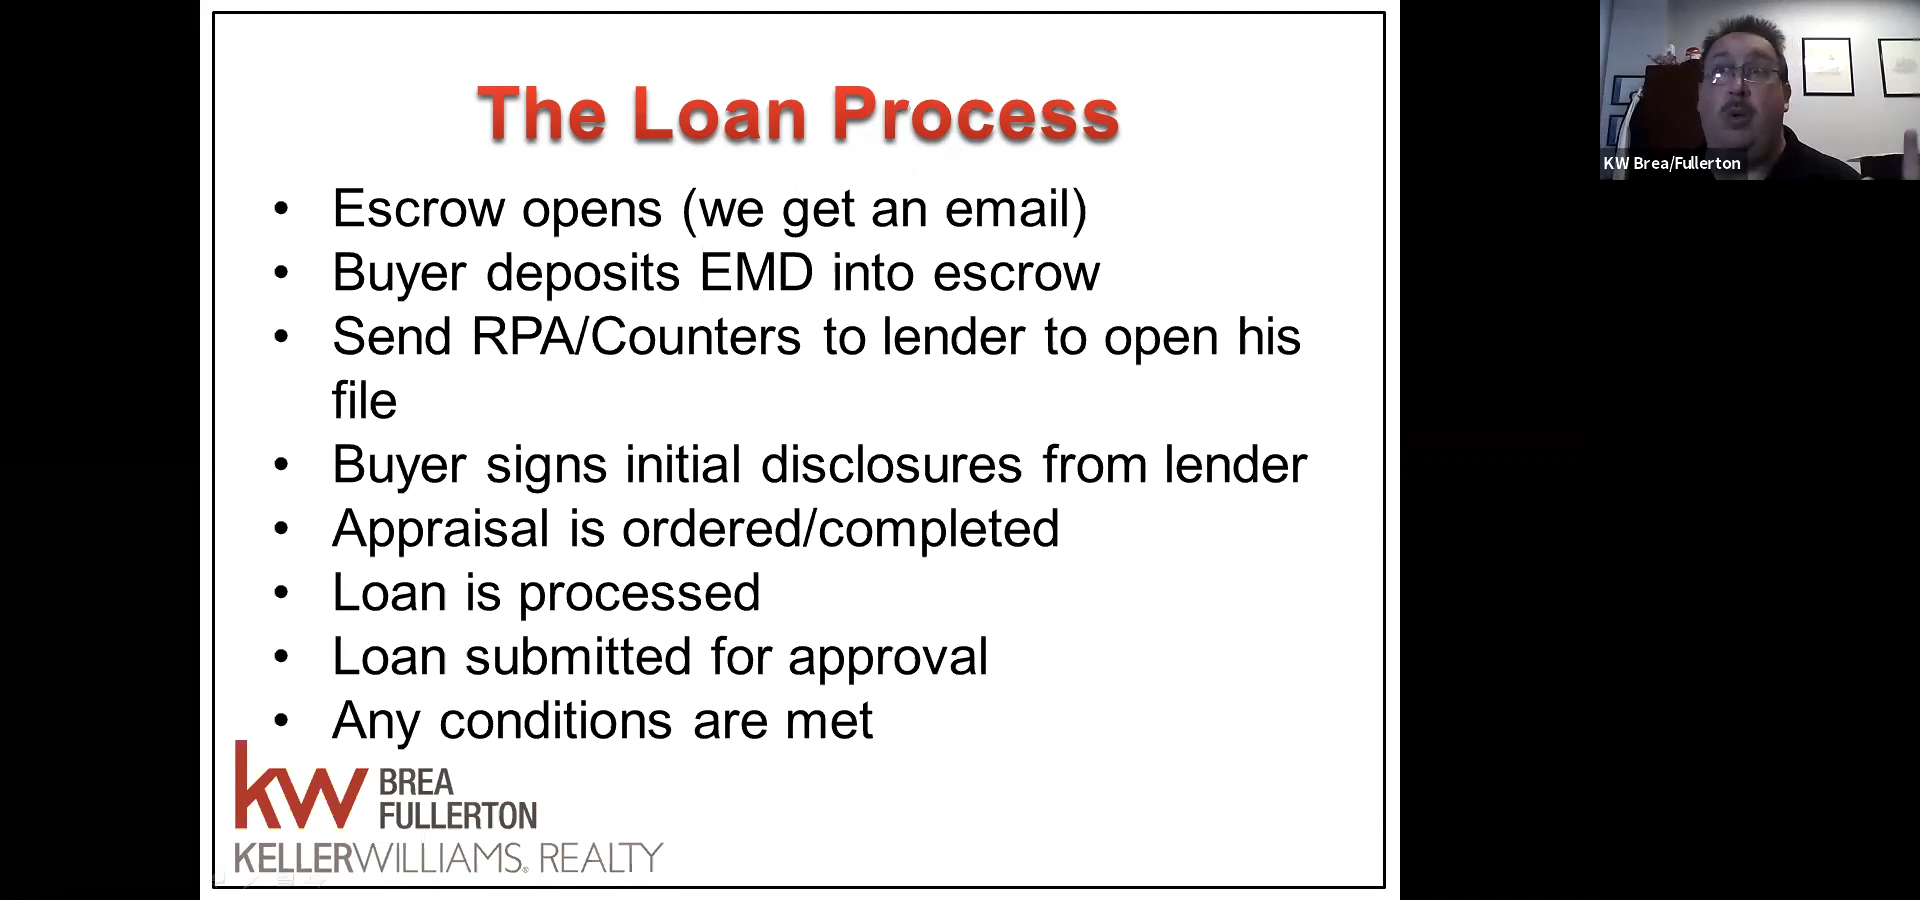 The Loan Process
• Escrow opens (we get an email)
• Buyer deposits EMD into escrow
• Send RPA/Counters to lender to open his
file
• Buyer signs initial disclosures from lender
• Appraisal is ordered/completed
• Loan is processed
• Loan submitted for approval
• Any conditions are met
kw BREA
FULLERTON
KELLERWILLIAMS® REALTY
KW Brea/Fullerton